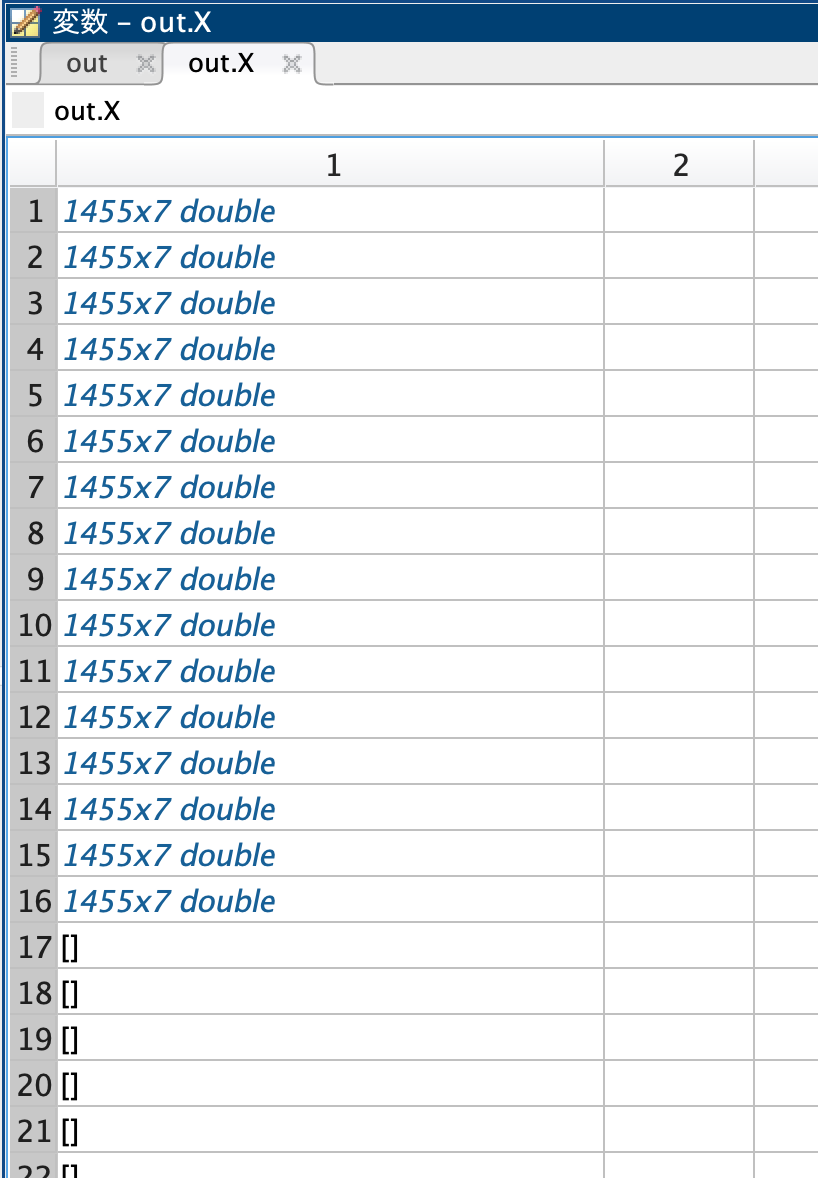 変数 – out.X
out out.X
out.X
1 2
1 1455x7 double
2 1455x7 double
3 1455x7 double
4 1455x7 double
5 1455x7 double
6 1455x7 double
7 1455x7 double
8 1455x7 double
9 1455x7 double
10 1455x7 double
11 1455x7 double
12 1455x7 double
13 1455x7 double
14 1455x7 double
15 1455x7 double
16 1455x7 double
17 []
18 []
19 []
20 []
21 []
22 []